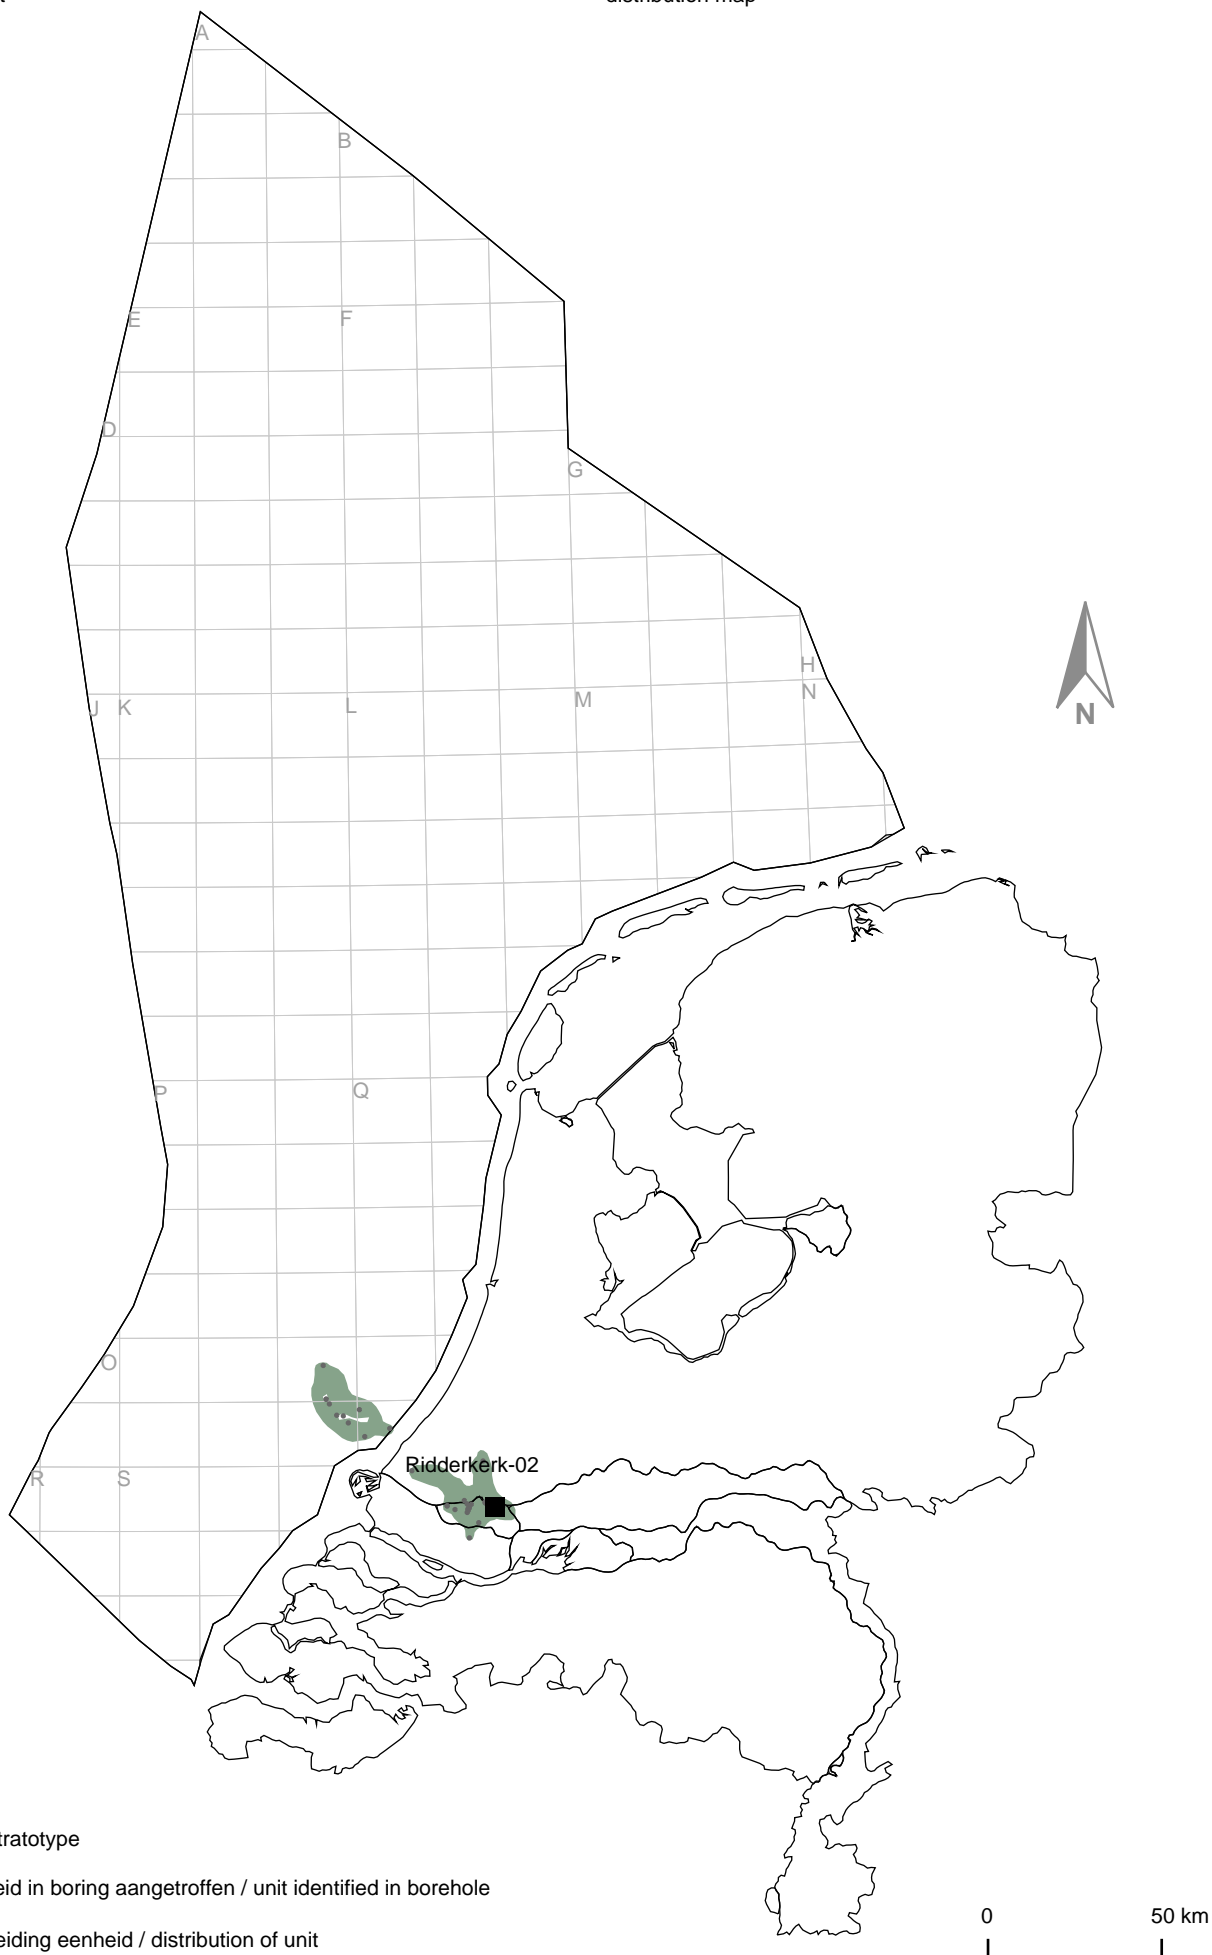 distribution map
A
B
E
F
D
G
H
N
J K
L
M
P
Q
O
Ridderkerk-02
R
S
N
tratotype
eid in boring aangetroffen / unit identified in borehole
eiding eenheid / distribution of unit
0 50 km